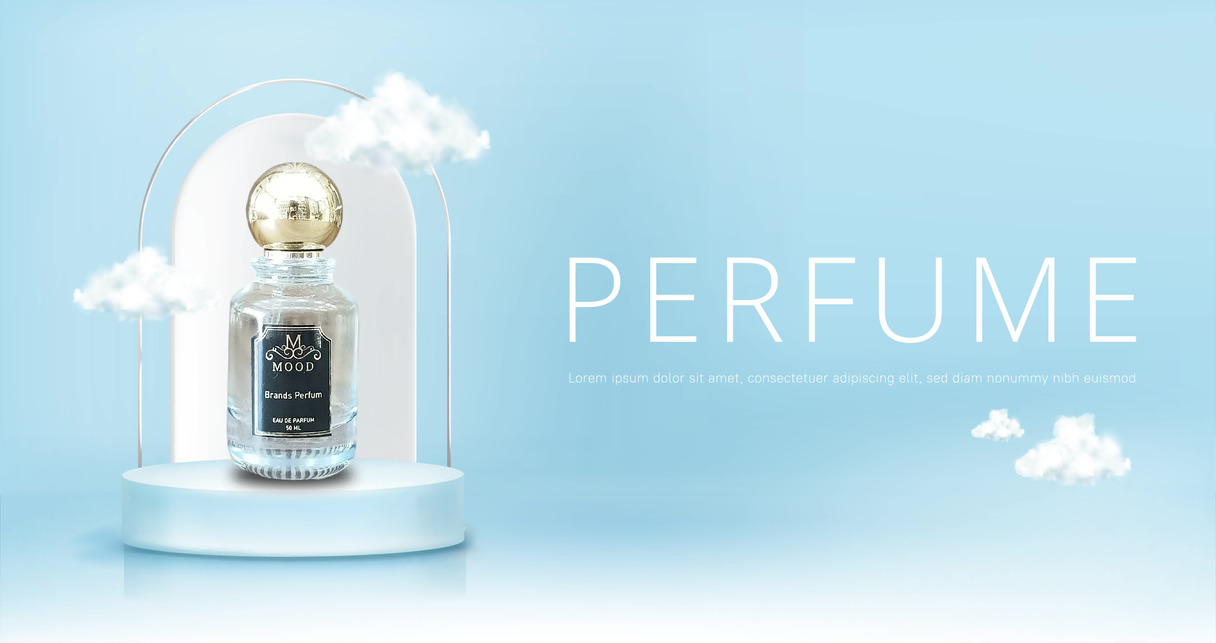 M
MOOD
Brands Perfum
EAU DE PARFUM
50 ML
PERFUME
Lorem ipsum dolor sit amet, consectetuer adipiscing elit, sed diam nonummy nibh euismod